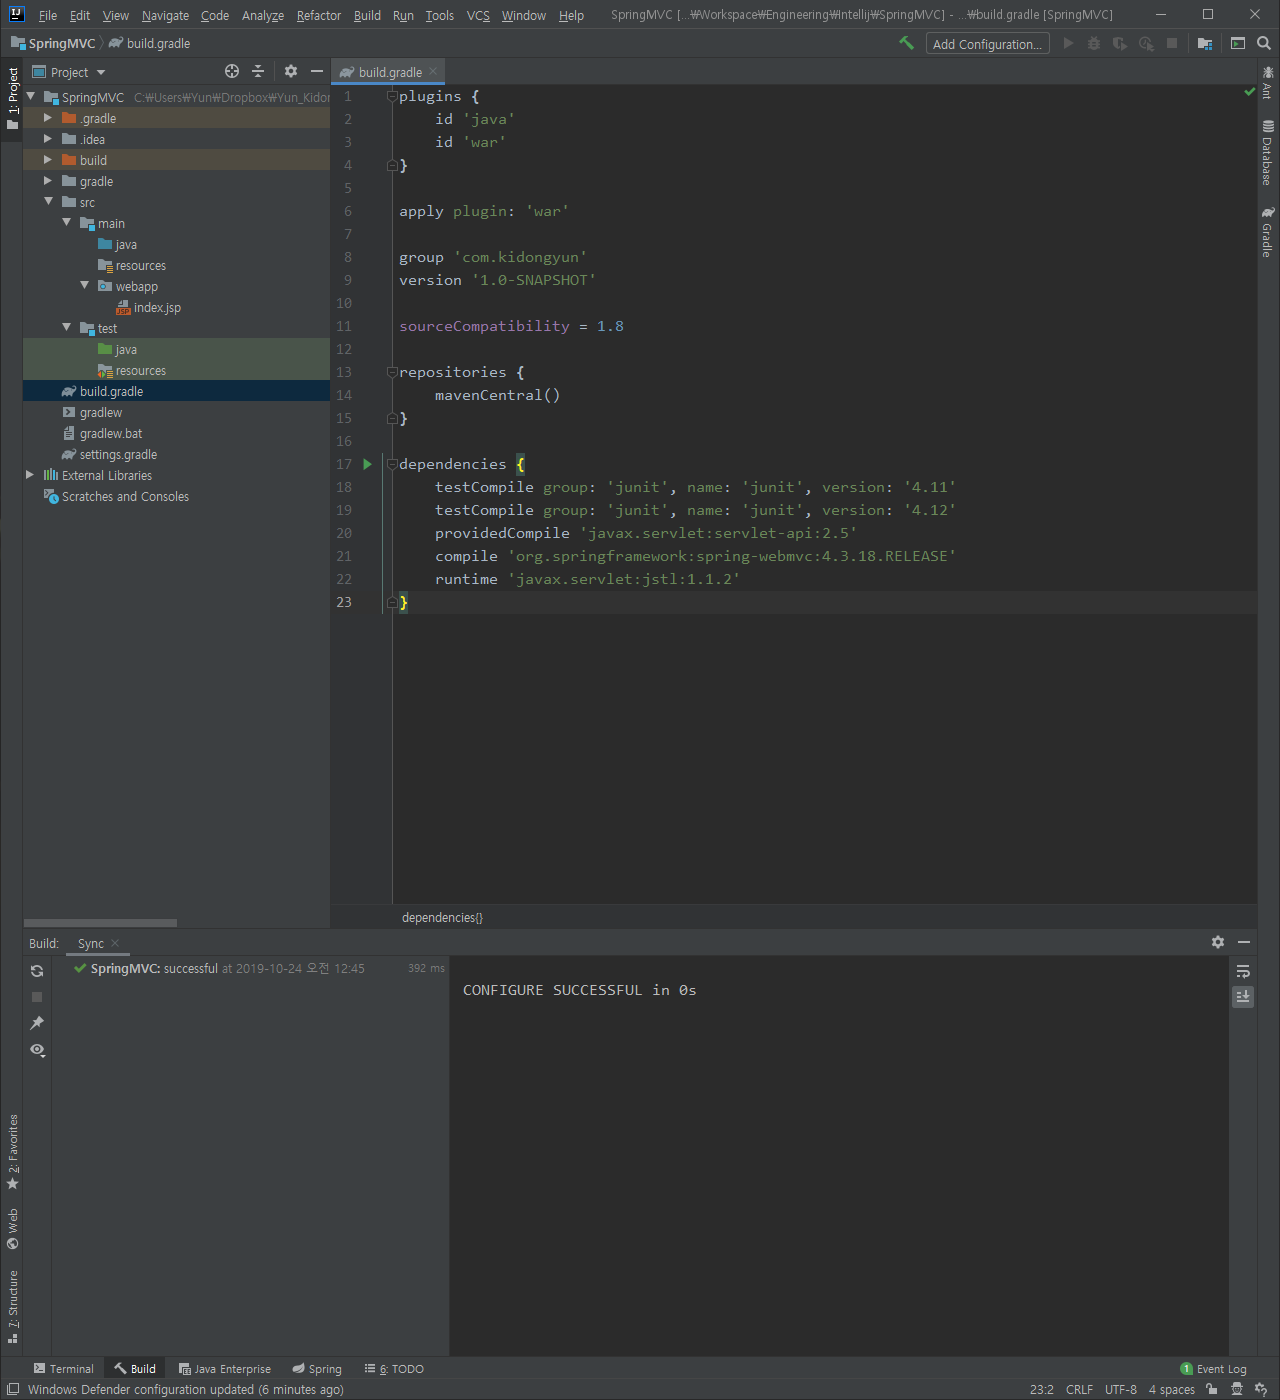 File Edit View Navigate Code Analyze Refactor Build Run Tools VCS Window Help SpringMVC [...₩Workspace₩Engineering₩Intellij₩SpringMVC] - ...₩build.gradle [SpringMVC]
SpringMVC build.gradle Add Configuration...
1: Project
Project
SpringMVC C:₩Users₩Yun₩Dropbox₩Yun_Kidor
.gradle
.idea
build
gradle
src
main
java
resources
webapp
index.jsp
test
java
resources
build.gradle
gradlew
gradlew.bat
settings.gradle
External Libraries
Scratches and Consoles
build.gradle
1 plugins {
2 id 'java'
3 id 'war'
4 }
5
6 apply plugin: 'war'
7
8 group 'com.kidongyun'
9 version '1.0-SNAPSHOT'
10
11 sourceCompatibility = 1.8
12
13 repositories {
14 mavenCentral()
15 }
16
17 dependencies {
18 testCompile group: 'junit', name: 'junit', version: '4.11'
19 testCompile group: 'junit', name: 'junit', version: '4.12'
20 providedCompile 'javax.servlet:servlet-api:2.5'
21 compile 'org.springframework:spring-webmvc:4.3.18.RELEASE'
22 runtime 'javax.servlet:jstl:1.1.2'
23 }
dependencies{}
Ant
Database
Gradle
Build: Sync
SpringMVC: successful at 2019-10-24 오전 12:45 392 ms
CONFIGURE SUCCESSFUL in 0s
2: Favorites
Web
7: Structure
Terminal Build Java Enterprise Spring 6: TODO 1 Event Log
Windows Defender configuration updated (6 minutes ago) 23:2 CRLF UTF-8 4 spaces